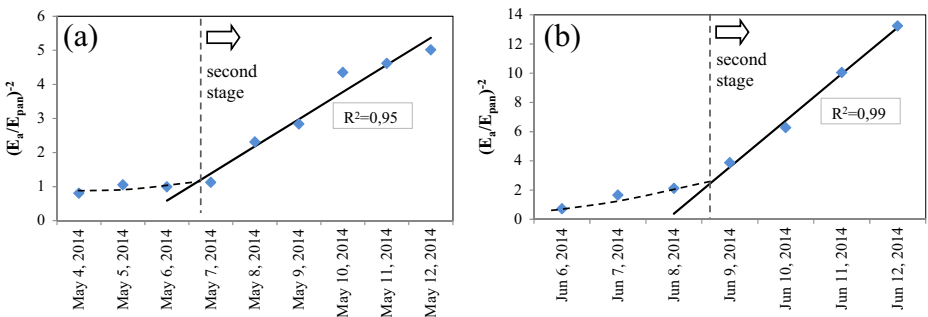 (a)
6
5
4
3
2
1
0
(Ea/Epan)-2
second
stage
R2=0,95
May 4, 2014
May 5, 2014
May 6, 2014
May 7, 2014
May 8, 2014
May 9, 2014
May 10, 2014
May 11, 2014
May 12, 2014
(b)
14
12
10
8
6
4
2
0
(Ea/Epan)-2
second
stage
R2=0,99
Jun 6, 2014
Jun 7, 2014
Jun 8, 2014
Jun 9, 2014
Jun 10, 2014
Jun 11, 2014
Jun 12, 2014